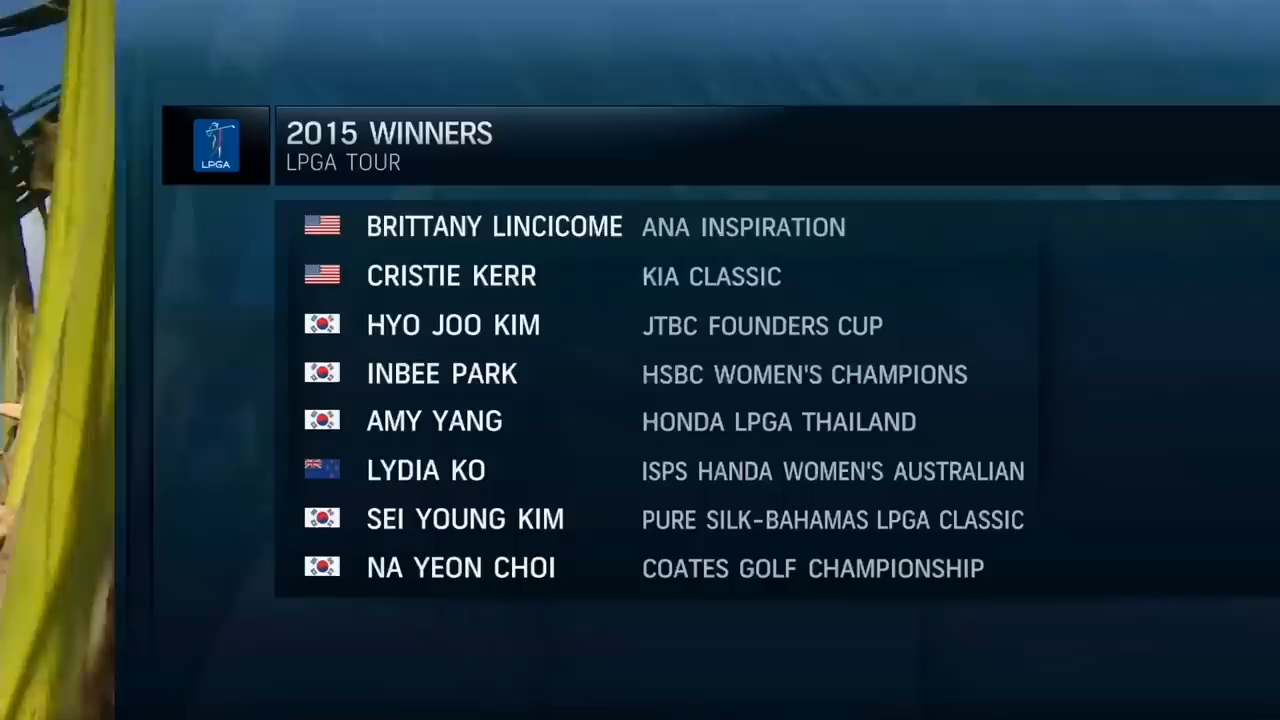 LPGA
2015 WINNERS
LPGA TOUR
BRITTANY LINCICOME ANA INSPIRATION
CRISTIE KERR KIA CLASSIC
HYO JOO KIM JTBC FOUNDERS CUP
INBEE PARK HSBC WOMEN'S CHAMPIONS
AMY YANG HONDA LPGA THAILAND
LYDIA KO ISPS HANDA WOMEN'S AUSTRALIAN
SEI YOUNG KIM PURE SILK-BAHAMAS LPGA CLASSIC
NA YEON CHOI COATES GOLF CHAMPIONSHIP